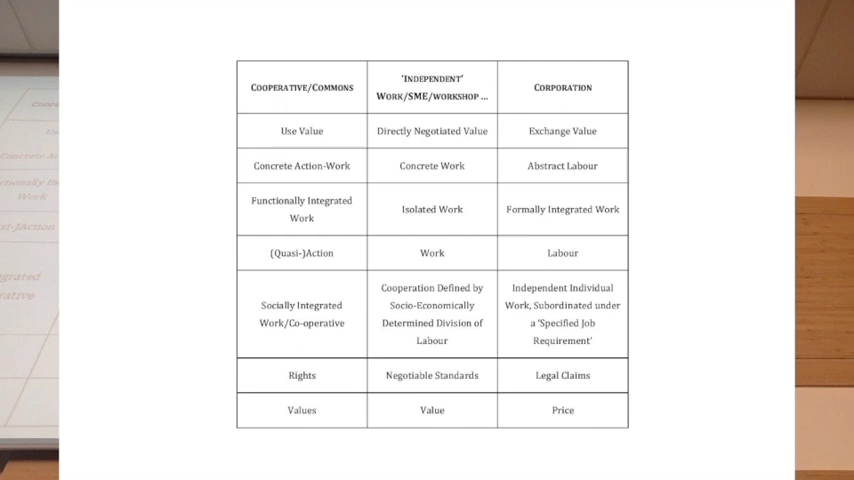 COOPERATIVE/COMMONS
'INDEPENDENT'
WORK/SME/WORKSHOP ...
CORPORATION
Use Value
Directly Negotiated Value
Exchange Value
Concrete Action-Work
Concrete Work
Abstract Labour
Functionally Integrated
Work
Isolated Work
Formally Integrated Work
(Quasi-)Action
Work
Labour
Socially Integrated
Work/Co-operative
Cooperation Defined by
Socio-Economically
Determined Division of
Labour
Independent Individual
Work, Subordinated under
a 'Specified Job
Requirement'
Rights
Negotiable Standards
Legal Claims
Values
Value
Price